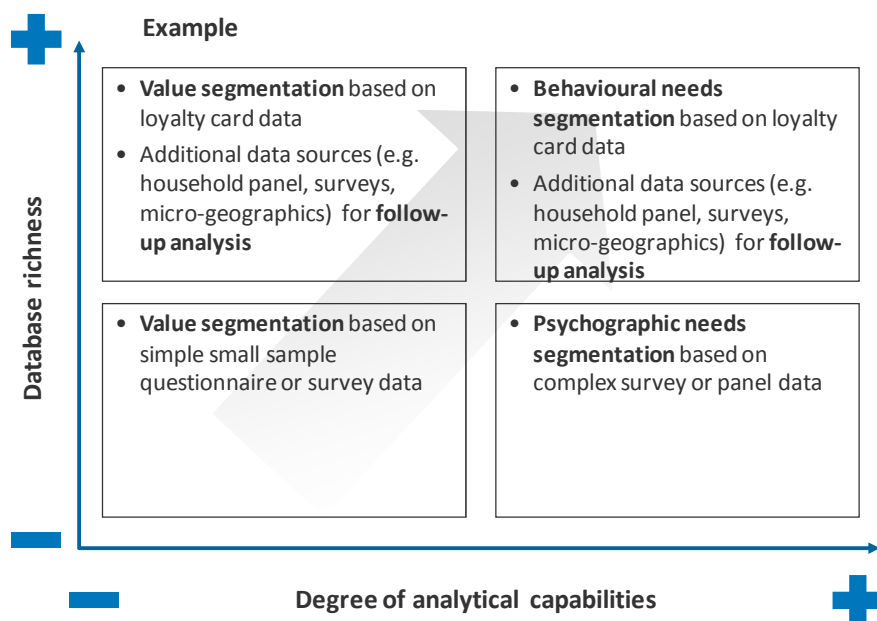 Example
• Value segmentation based on
loyalty card data
• Additional data sources (e.g.
household panel, surveys,
micro-geographics) for follow-
up analysis
• Behavioural needs
segmentation based on loyalty
card data
• Additional data sources (e.g.
household panel, surveys,
micro-geographics) for follow-
up analysis
Database richness
• Value segmentation based on
simple small sample
questionnaire or survey data
• Psychographic needs
segmentation based on
complex survey or panel data
Degree of analytical capabilities